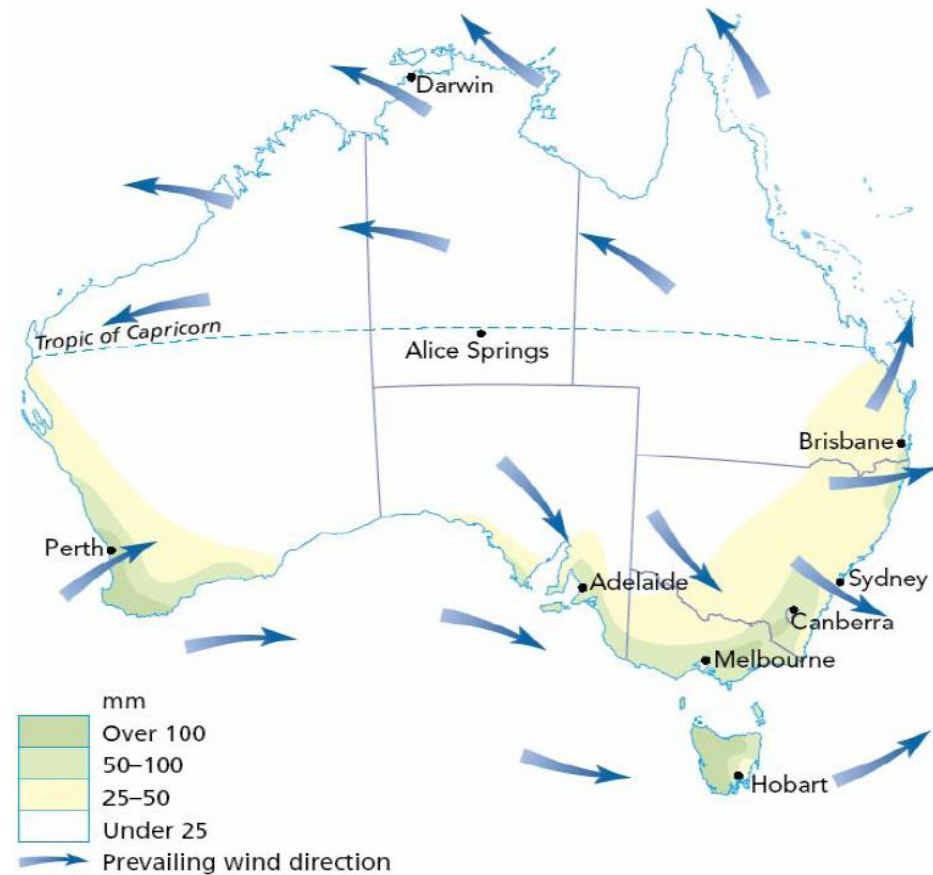 Darwin
Tropic of Capricorn
Alice Springs
Brisbane
Perth
Adelaide
Sydney
Canberra
Melbourne
Hobart
mm
Over 100
50–100
25–50
Under 25
Prevailing wind direction